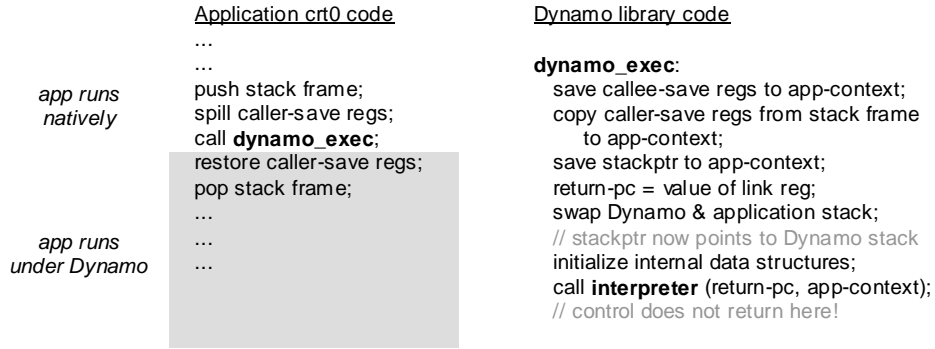 Application crt0 code
...
...
app runs
natively
push stack frame;
spill caller-save regs;
call dynamo_exec;
restore caller-save regs;
pop stack frame;
...
...
...
app runs
under Dynamo
Dynamo library code
dynamo_exec:
save callee-save regs to app-context;
copy caller-save regs from stack frame
to app-context;
save stackptr to app-context;
return-pc = value of link reg;
swap Dynamo & application stack;
// stackptr now points to Dynamo stack
initialize internal data structures;
call interpreter (return-pc, app-context);
// control does not return here!